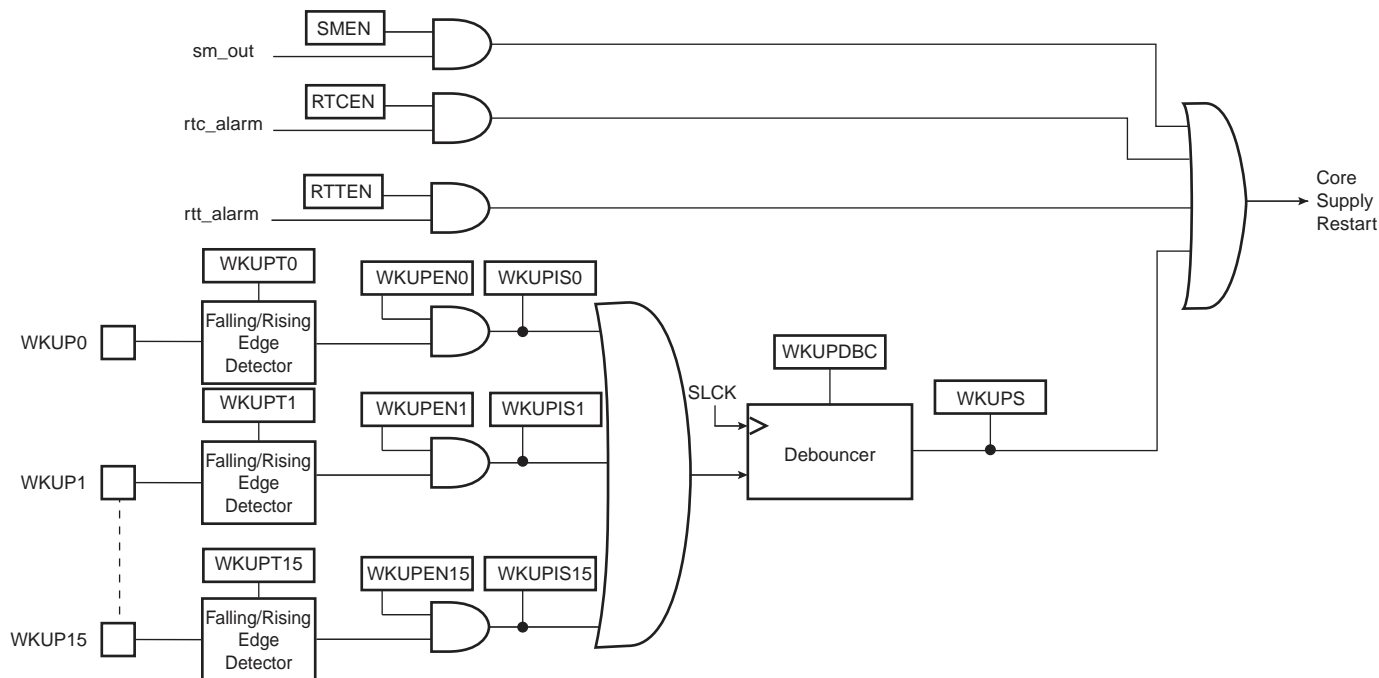 SMEN
sm_out
RTCEN
rtc_alarm
RTTEN
rtt_alarm
Core
Supply
Restart
WKUPT0
WKUPEN0
WKUPIS0
Falling/Rising
Edge
Detector
WKUP0
WKUPDBC
WKUPT1
WKUPEN1
WKUPIS1
SLCK
WKUPS
Falling/Rising
Edge
Detector
Debouncer
WKUP1
WKUPT15
WKUPEN15
WKUPIS15
Falling/Rising
Edge
Detector
WKUP15